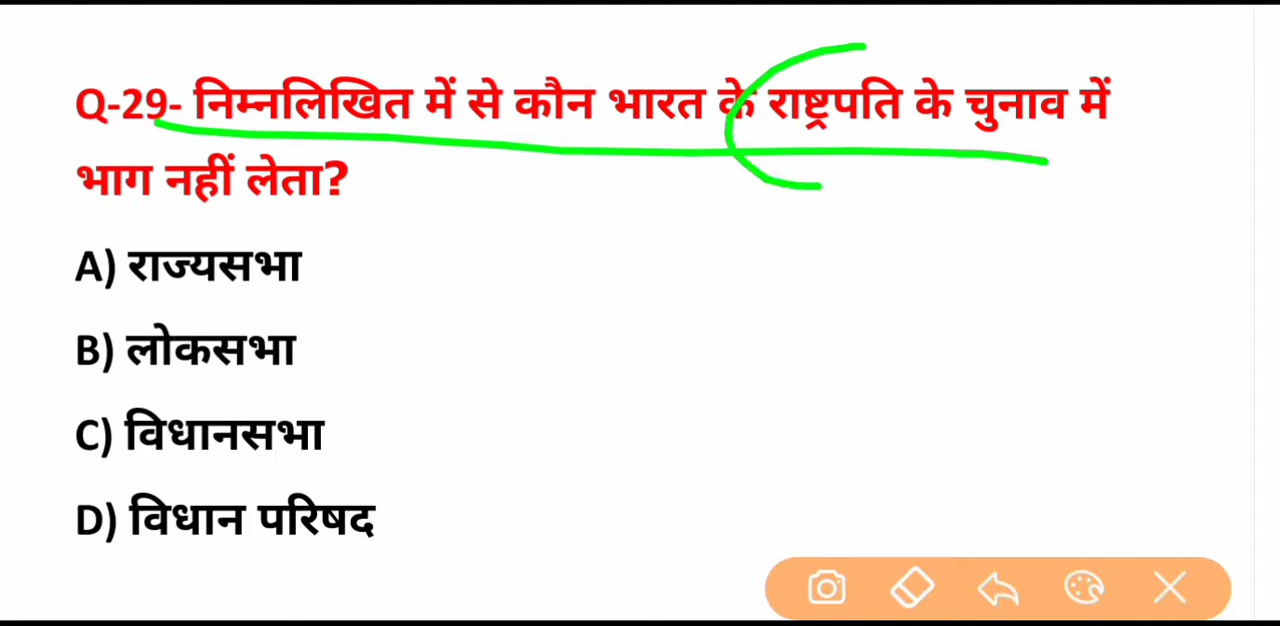 Q-29- निम्नलिखित में से कौन भारत के राष्ट्रपति के चुनाव में
भाग नहीं लेता?
A) राज्यसभा
B) लोकसभा
C) विधानसभा
D) विधान परिषद